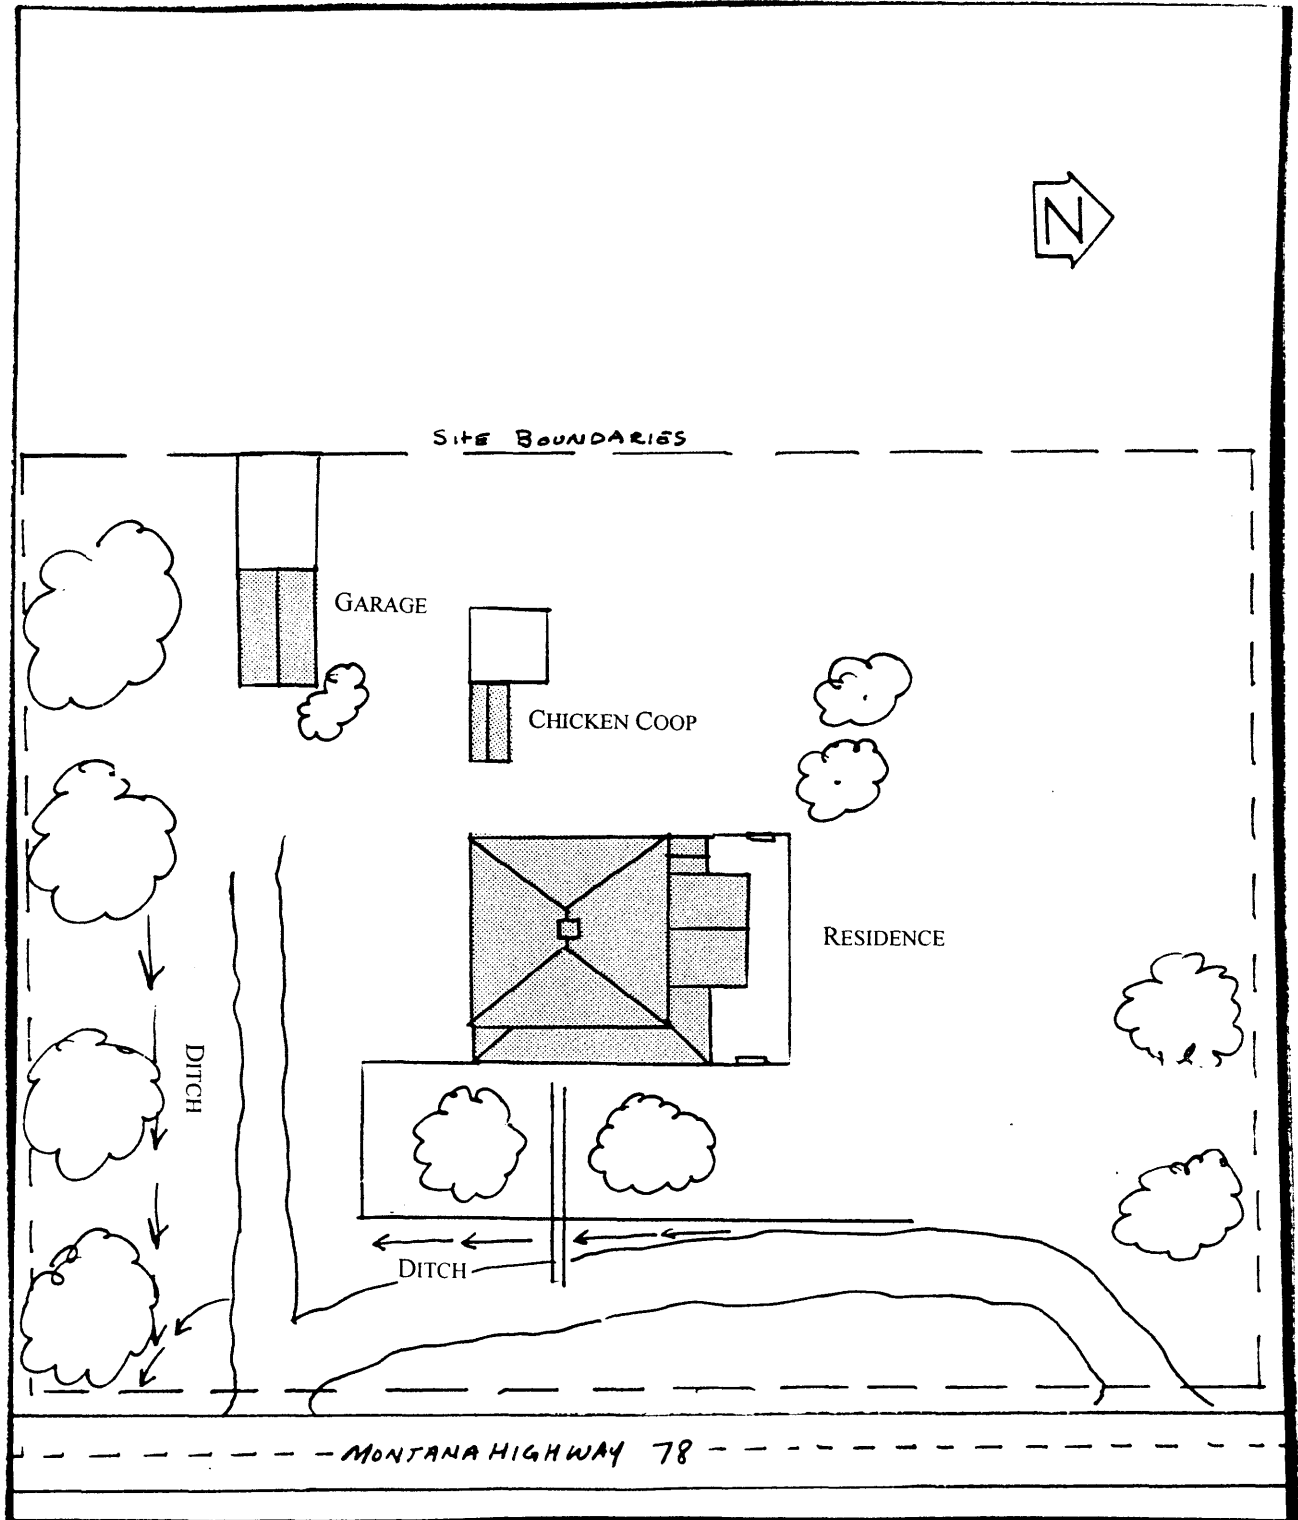 N
SITE BOUNDARIES
GARAGE
CHICKEN COOP
RESIDENCE
DITCH
DITCH
MONTANA HIGHWAY 78